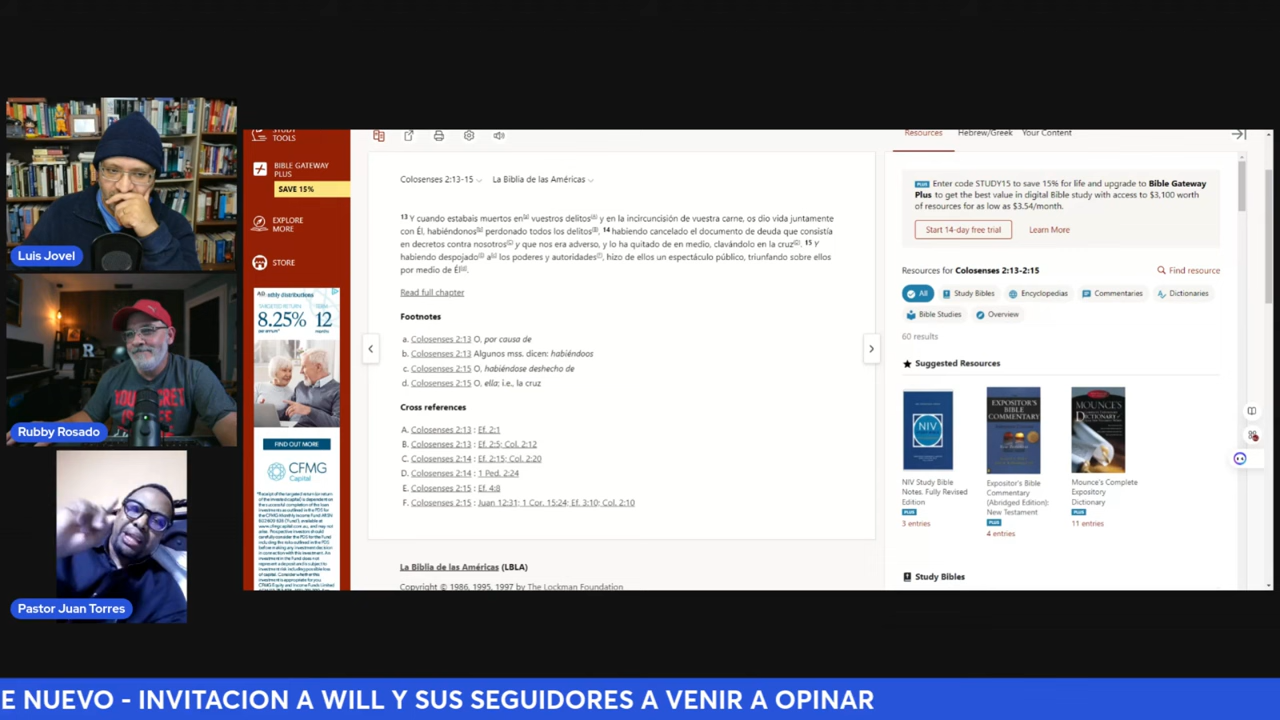 Luis Jovel
Rubby Rosado
Pastor Juan Torres
STUDY
TOOLS
BIBLE GATEWAY
PLUS
SAVE 15%
EXPLORE
MORE
STORE
8.25% 12
FIND OUT MORE
CFMG
Capital
Colosenses 2:13-15 La Biblia de las Américas
13 Y cuando estabais muertos en[a] vuestros delitos[A] y en la incircuncisión de vuestra carne, os dio vida juntamente
con Él, habiéndonos[b] perdonado todos los delitos[B], 14 habiendo cancelado el documento de deuda que consistía
en decretos contra nosotros[C] y que nos era adverso, y lo ha quitado de en medio, clavándolo en la cruz[D]. 15 Y
habiendo despojado[c] a[E] los poderes y autoridades[F], hizo de ellos un espectáculo público, triunfando sobre ellos
por medio de Él[d].
Read full chapter
Footnotes
a. Colosenses 2:13 O, por causa de
b. Colosenses 2:13 Algunos mss. dicen: habiéndoos
c. Colosenses 2:15 O, habiéndose deshecho de
d. Colosenses 2:15 O, ella; i.e., la cruz
Cross references
A. Colosenses 2:13 : Ef. 2:1
B. Colosenses 2:13 : Ef. 2:5; Col. 2:12
C. Colosenses 2:14 : Ef. 2:15; Col. 2:20
D. Colosenses 2:14 : 1 Ped. 2:24
E. Colosenses 2:15 : Ef. 4:8
F. Colosenses 2:15 : Juan 12:31; 1 Cor. 15:24; Ef. 3:10; Col. 2:10
La Biblia de las Américas (LBLA)
Copyright © 1986, 1995, 1997 by The Lockman Foundation
Resources Hebrew/Greek Your Content
PLUS Enter code STUDY15 to save 15% for life and upgrade to Bible Gateway
Plus to get the best value in digital Bible study with access to $3,100 worth
of resources for as low as $3.54/month.
Start 14-day free trial Learn More
Resources for Colosenses 2:13-2:15 Find resource
All Study Bibles Encyclopedias Commentaries Dictionaries
Bible Studies Overview
60 results
Suggested Resources
NIV
EXPOSITOR'S
BIBLE
COMMENTARY
MOUNCE'S
NIV Study Bible
Notes, Fully Revised
Edition
PLUS
3 entries
Expositor's Bible
Commentary
(Abridged Edition):
New Testament
PLUS
4 entries
Mounce's Complete
Expository
Dictionary
PLUS
11 entries
Study Bibles
E NUEVO - INVITACION A WILL Y SUS SEGUIDORES A VENIR A OPINAR